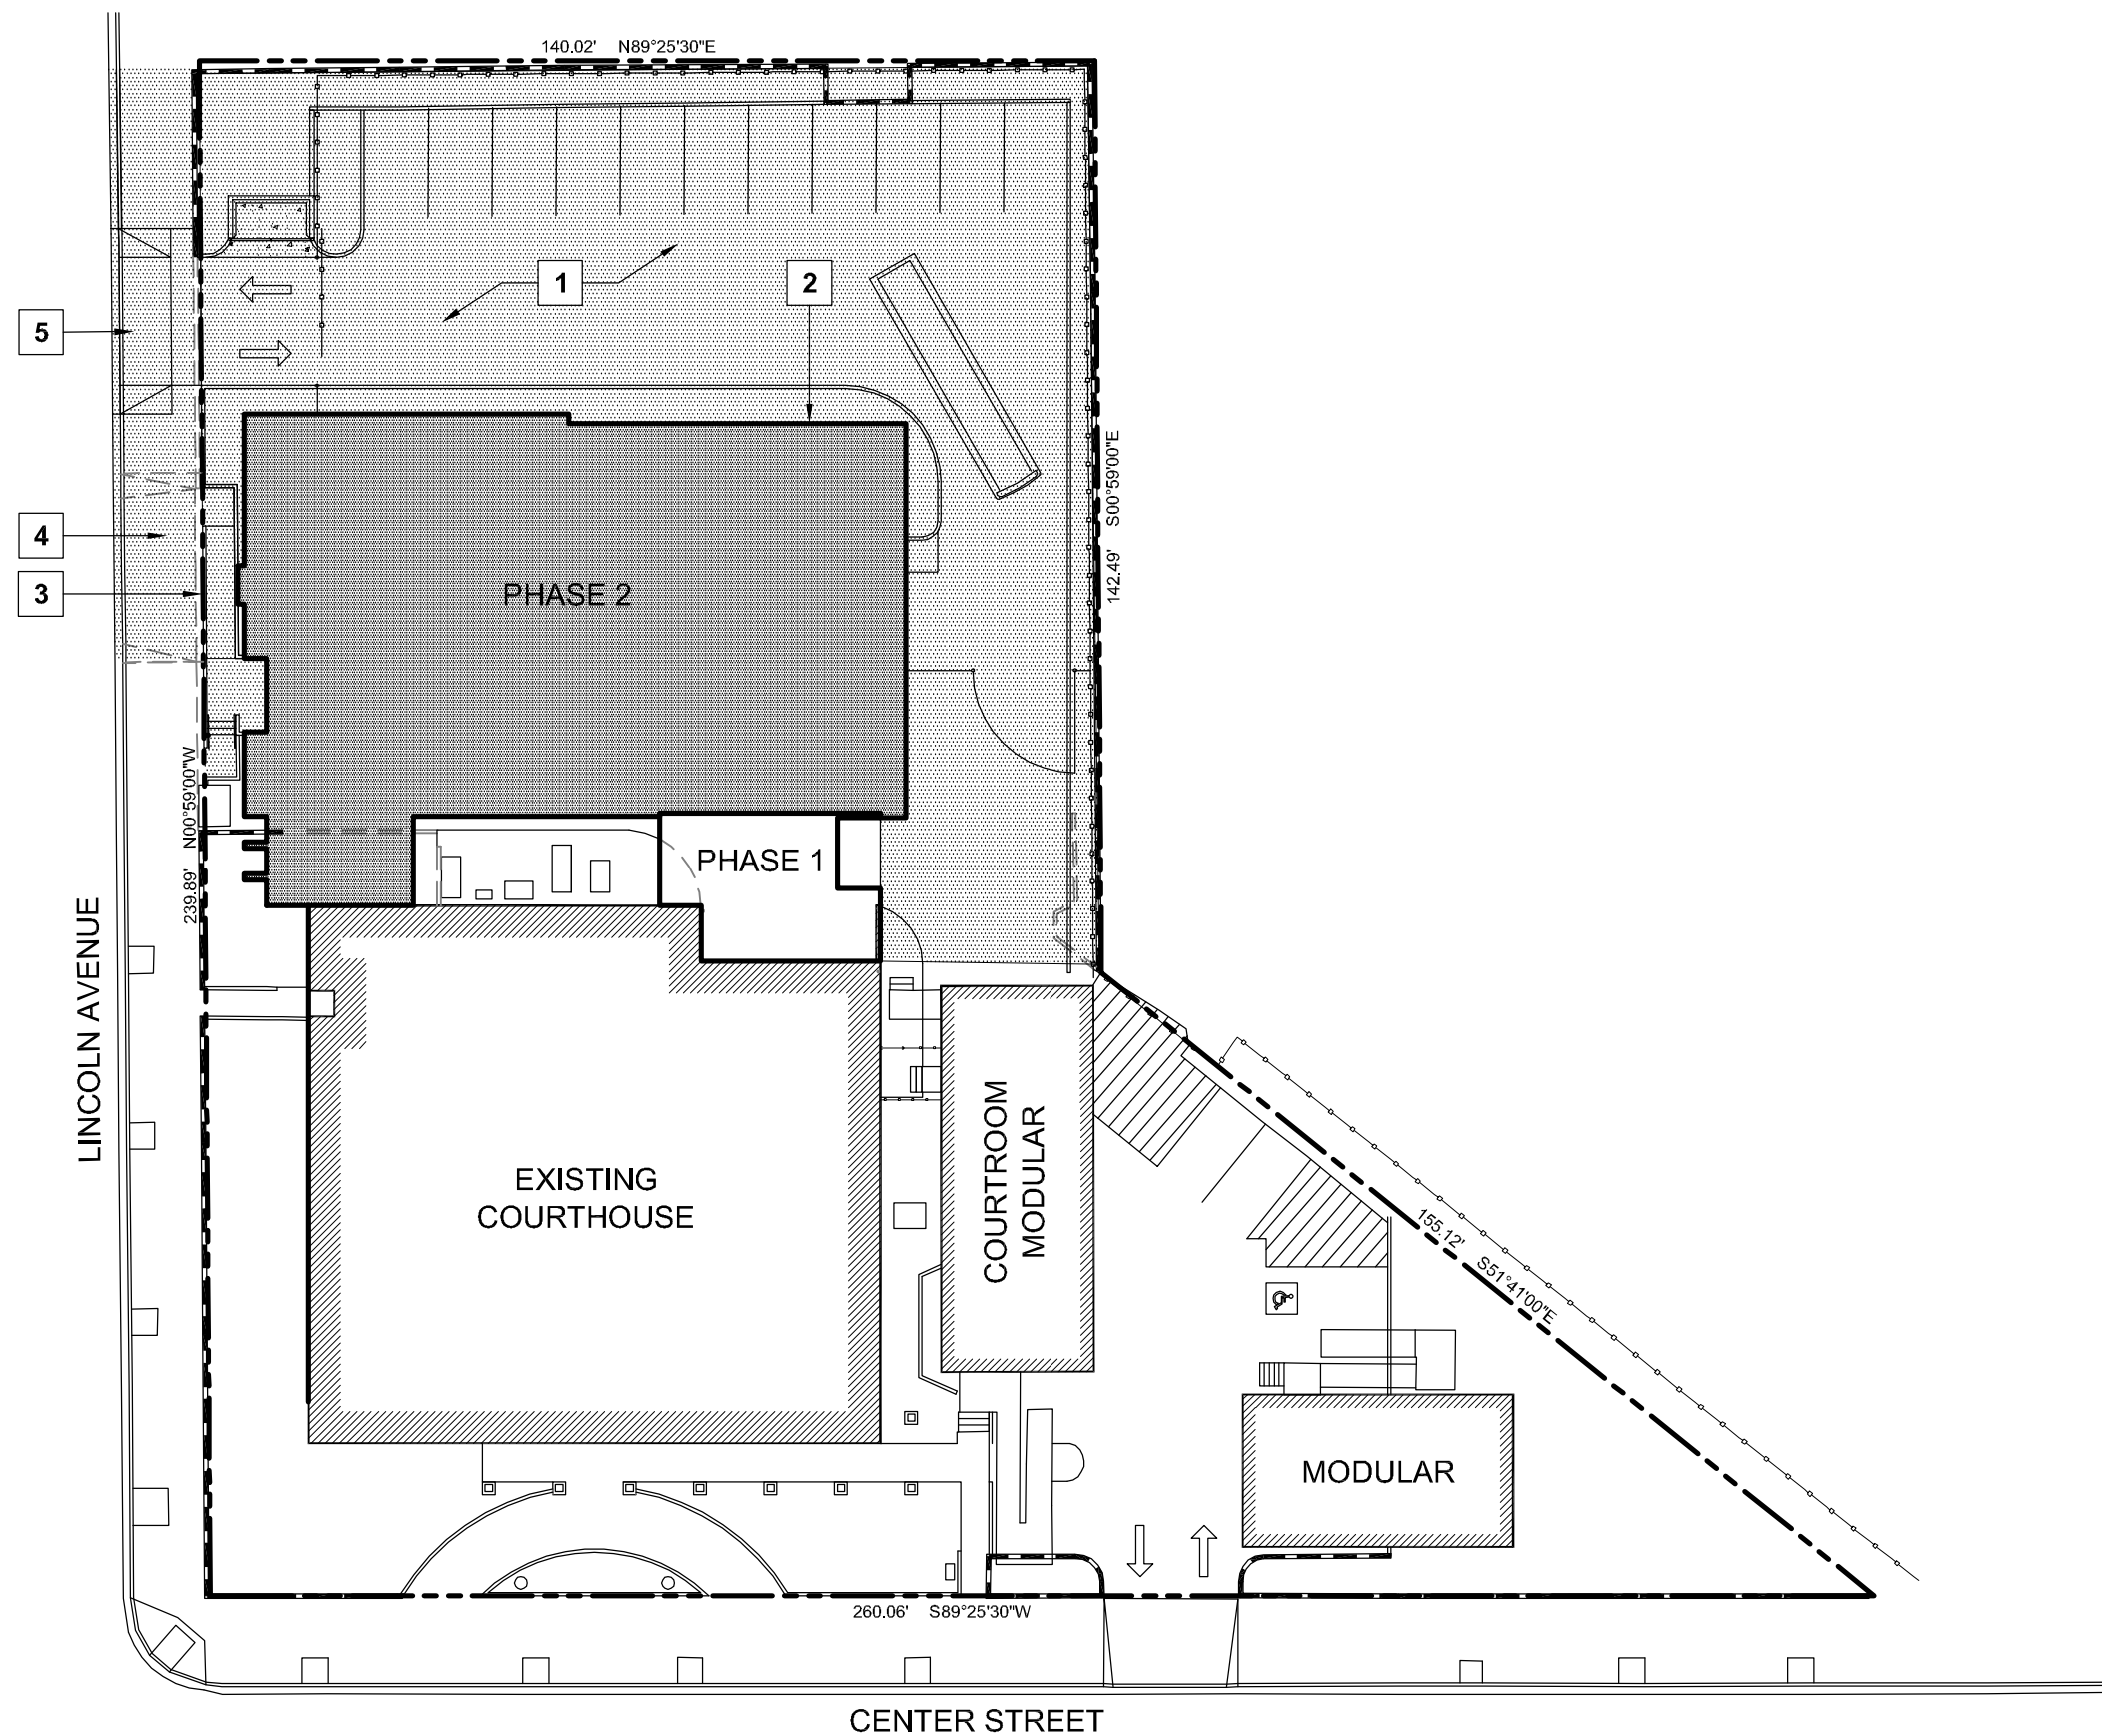 140.02' N89°25'30"E
1
2
5
S00°59'00"E
142.49'
4
3
PHASE 2
N00°59'00"W
239.89'
PHASE 1
LINCOLN AVENUE
EXISTING
COURTHOUSE
COURTROOM
MODULAR
155.12' S51°41'00"E
MODULAR
260.06' S89°25'30"W
CENTER STREET